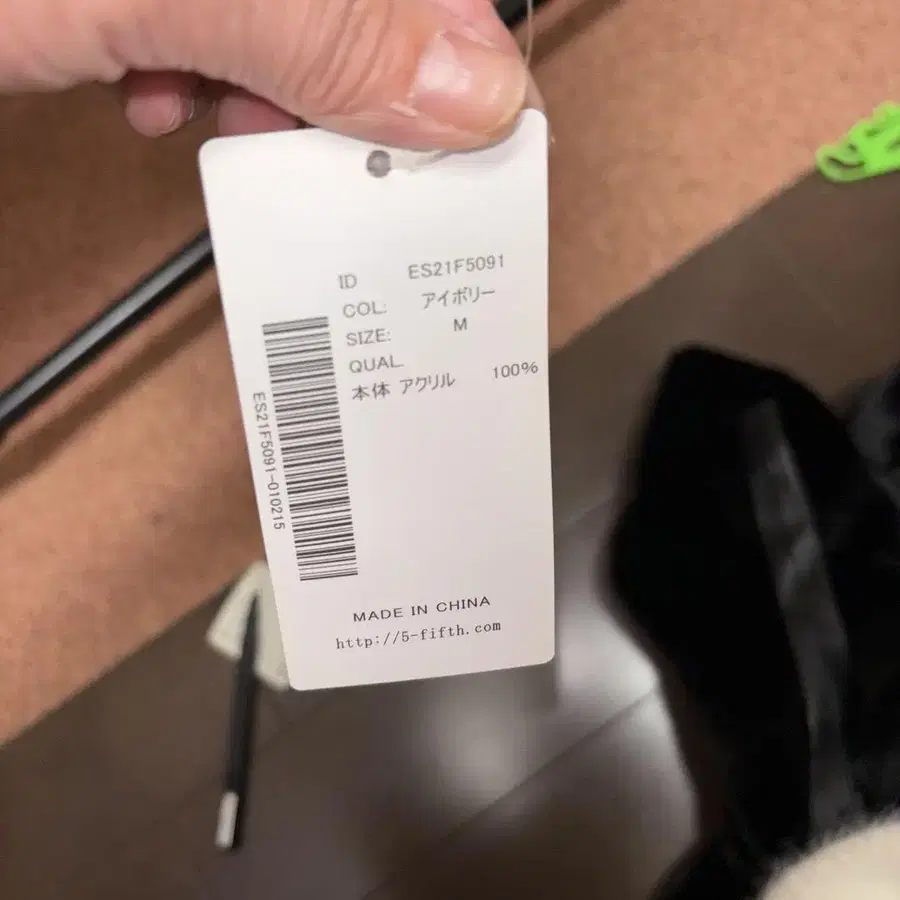 ID ES21F5091
COL: アイボリー
SIZE: M
QUAL.
本体 アクリル 100%
ES21F5091-010215
MADE IN CHINA
http://5-fifth.com